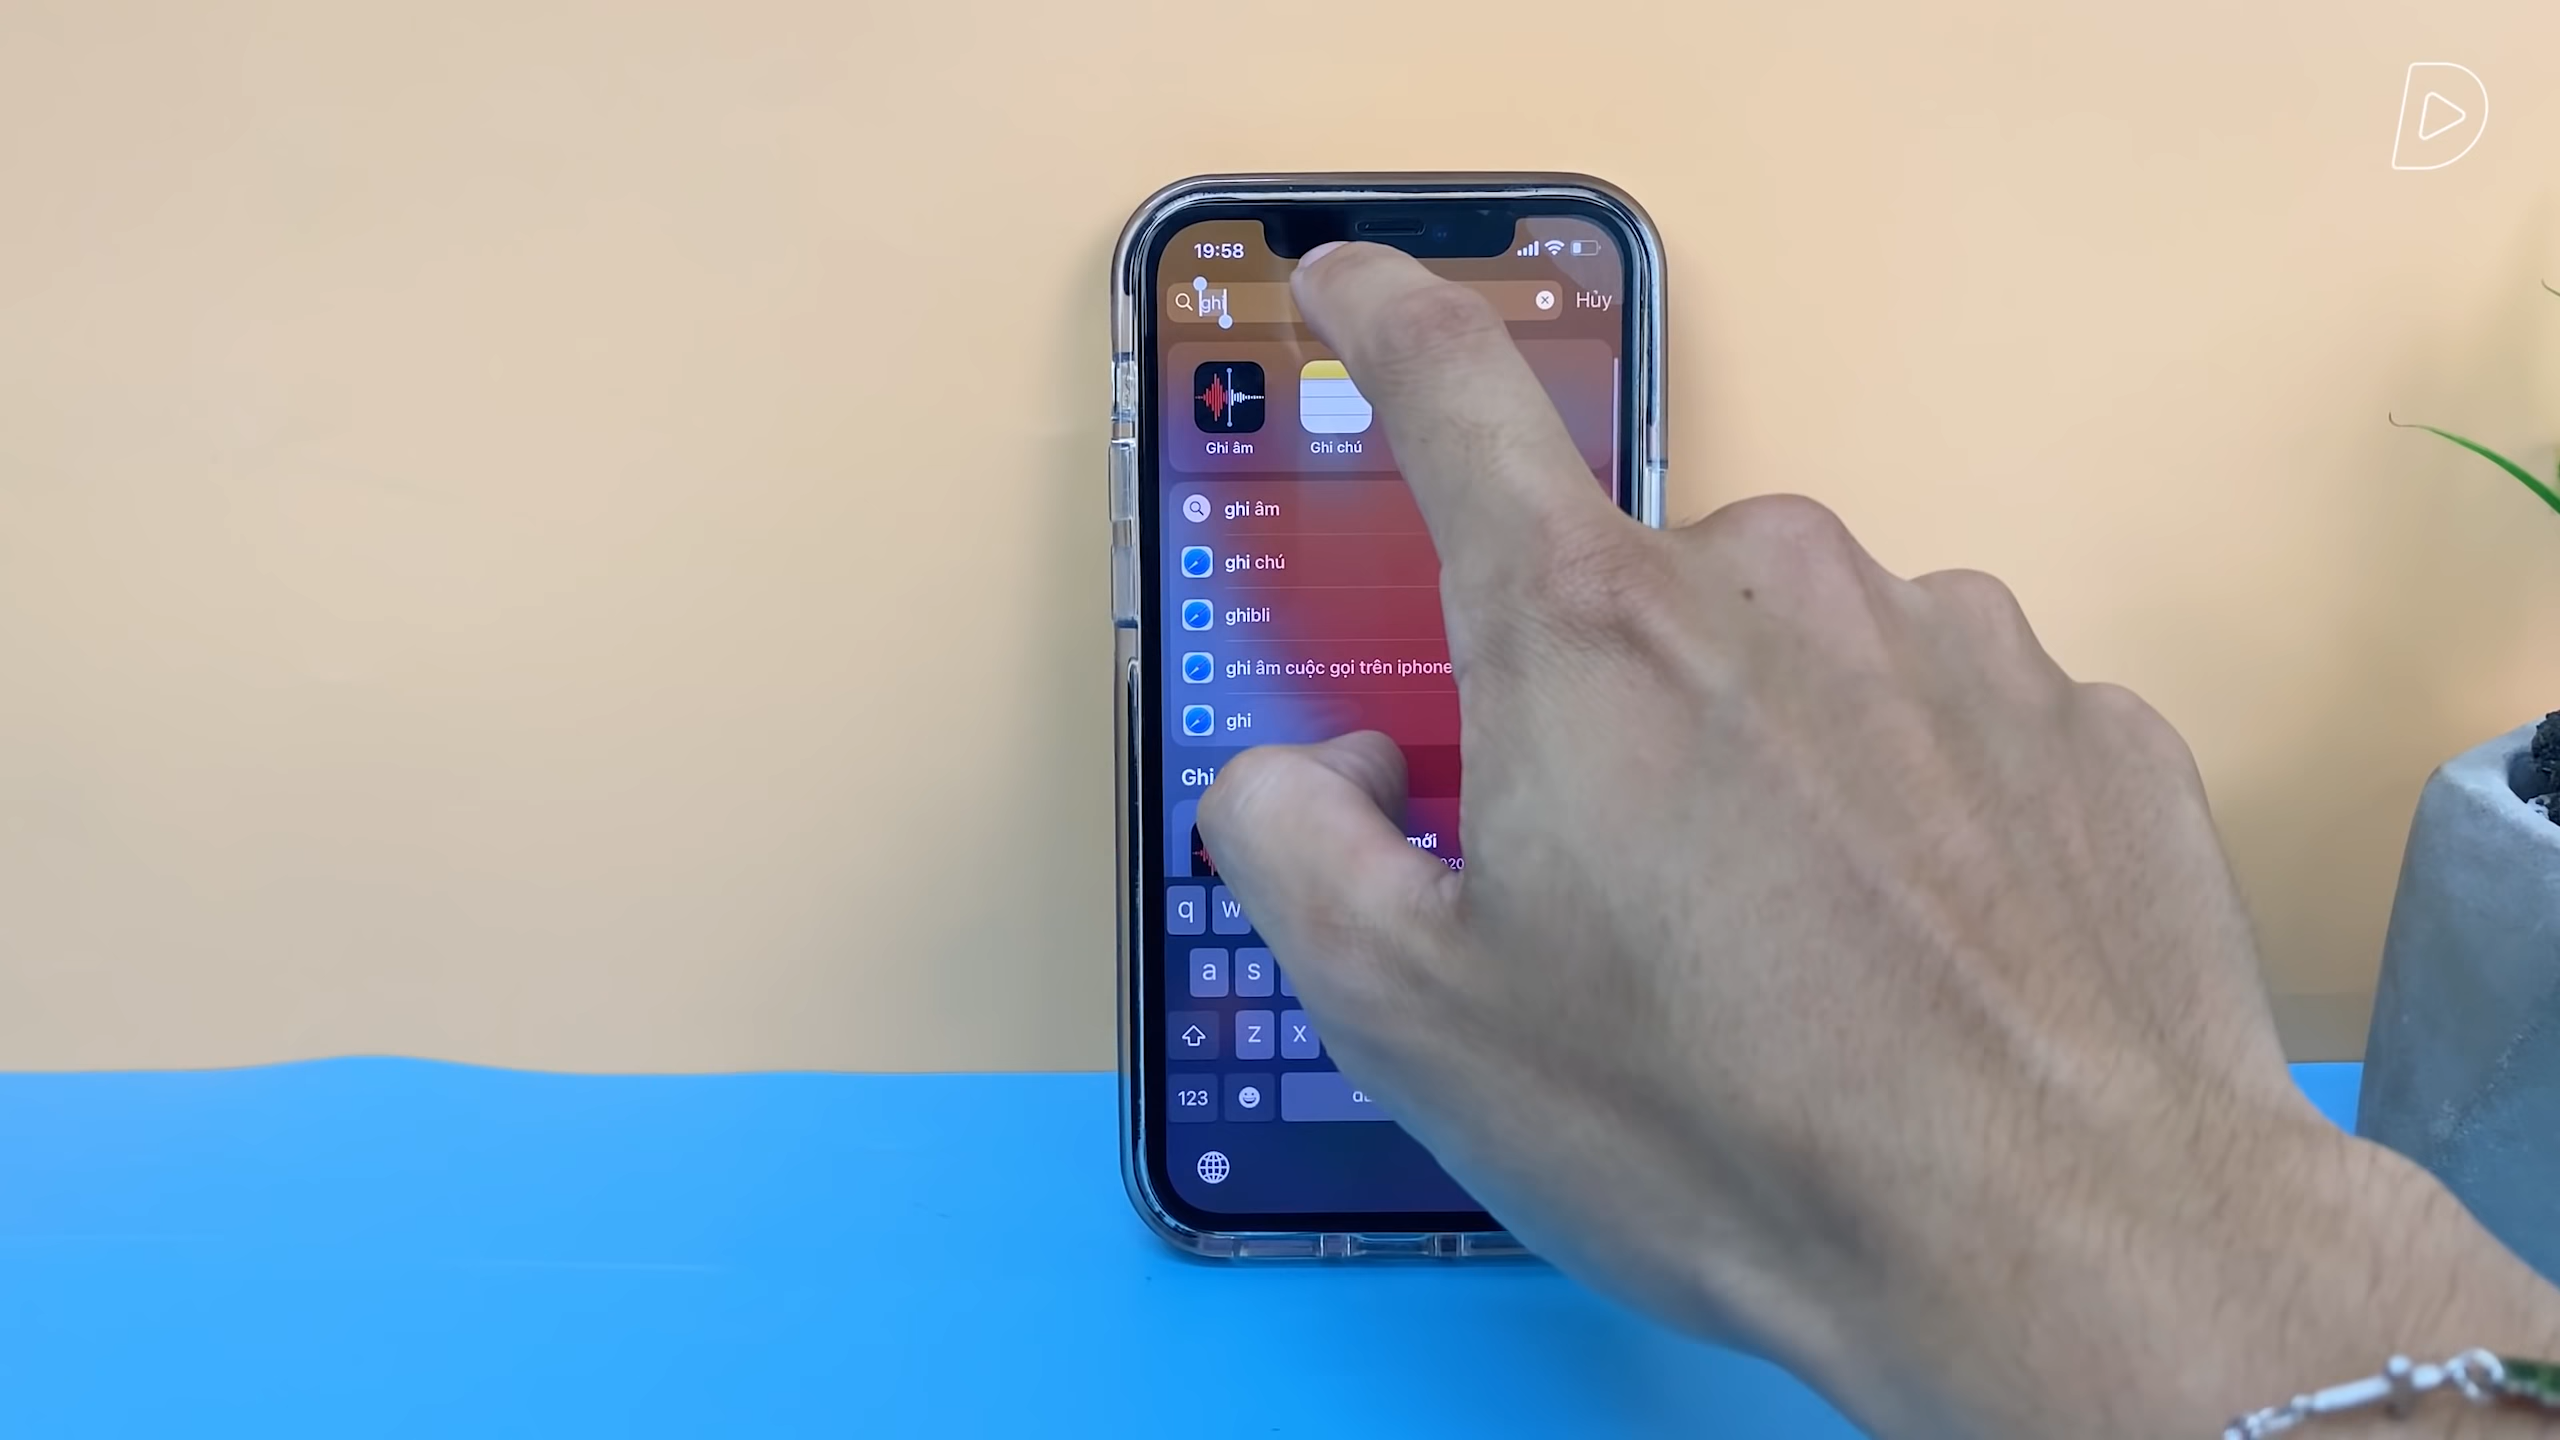 19:58
ghi
Hủy
Ghi âm
Ghi chú
ghi âm
ghi chú
ghibli
ghi âm cuộc gọi trên iphone
ghi
Ghi
mới
q w
a s
z x
123